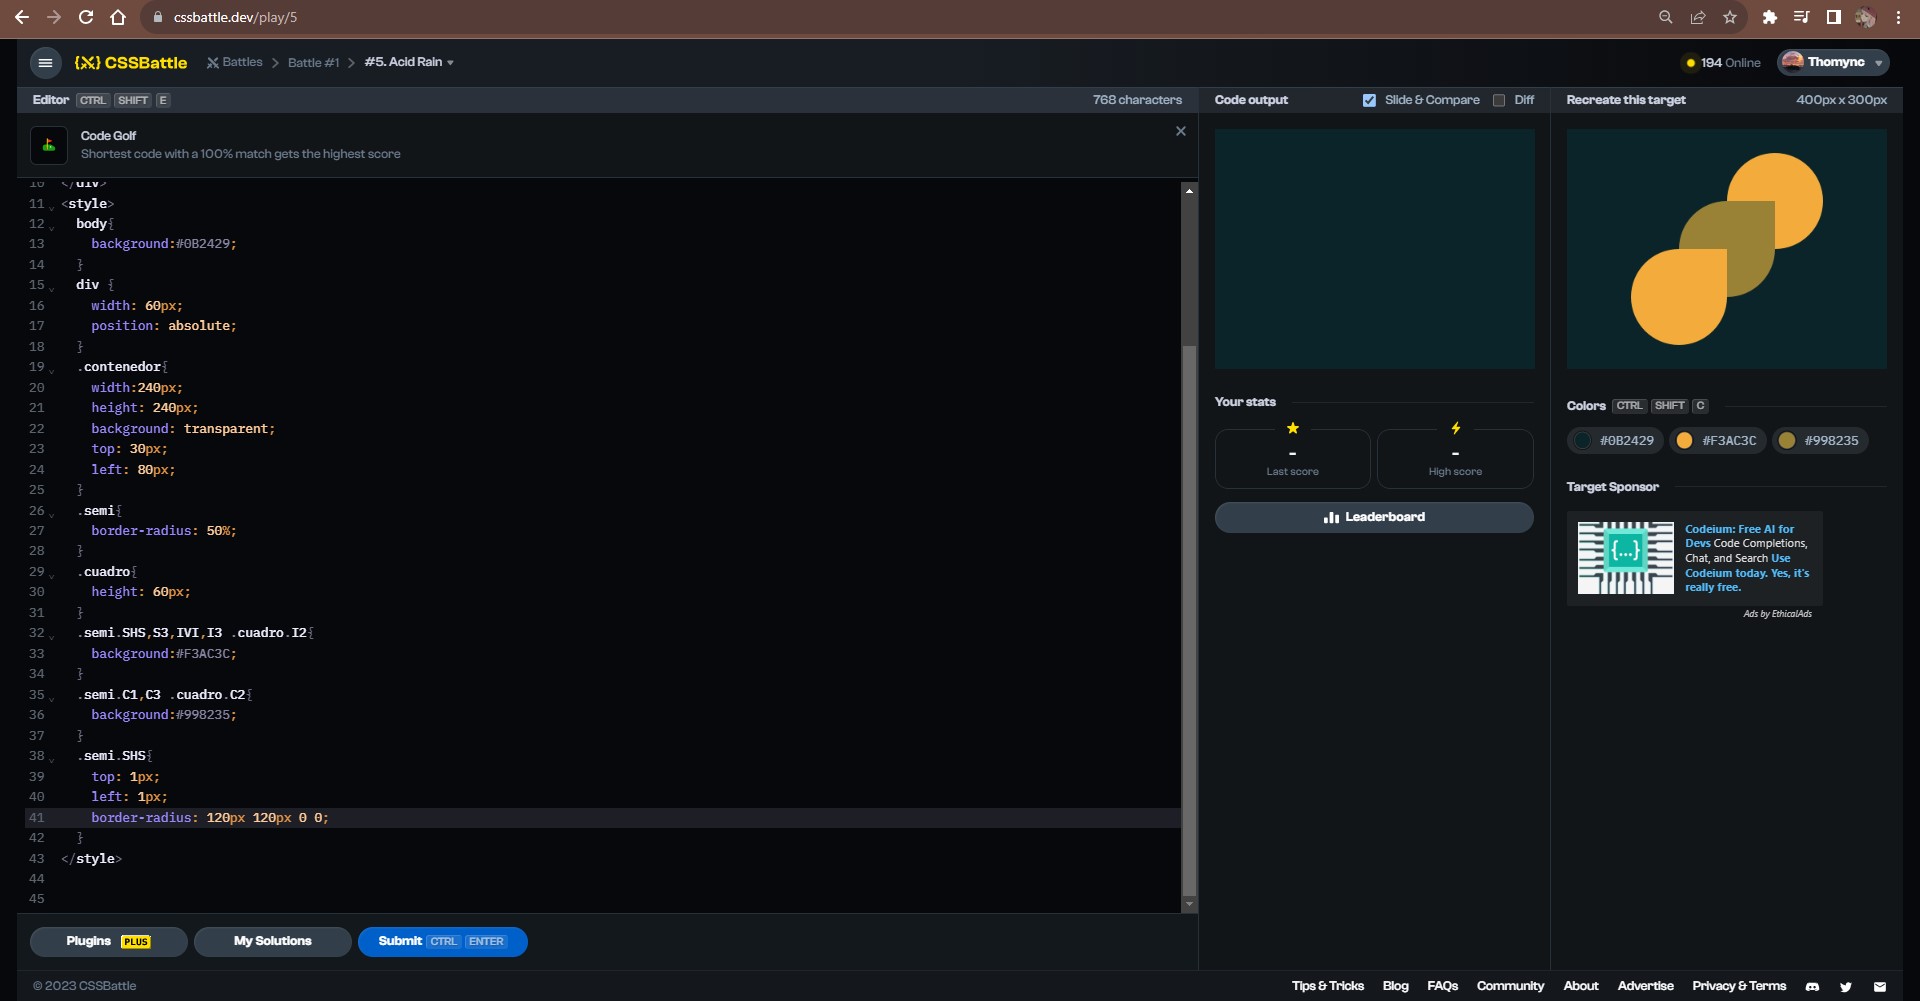 cssbattle.dev/play/5
CSSBattle Battles Battle #1 #5. Acid Rain 194 Online Thomync
Editor CTRL SHIFT E 768 characters
Code Golf
Shortest code with a 100% match gets the highest score
10 </div>
11 <style>
12 body{
13 background:#0B2429;
14 }
15 div {
16 width: 60px;
17 position: absolute;
18 }
19 .contenedor{
20 width:240px;
21 height: 240px;
22 background: transparent;
23 top: 30px;
24 left: 80px;
25 }
26 .semi{
27 border-radius: 50%;
28 }
29 .cuadro{
30 height: 60px;
31 }
32 .semi.SHS,S3,IVI,I3 .cuadro.I2{
33 background:#F3AC3C;
34 }
35 .semi.C1,C3 .cuadro.C2{
36 background:#998235;
37 }
38 .semi.SHS{
39 top: 1px;
40 left: 1px;
41 border-radius: 120px 120px 0 0;
42 }
43 </style>
44
45
Plugins PLUS My Solutions Submit CTRL ENTER
Code output Slide & Compare Diff
Your stats
-
Last score
-
High score
Leaderboard
Recreate this target 400px x 300px
Colors CTRL SHIFT C
#0B2429 #F3AC3C #998235
Target Sponsor
{...}
Codeium: Free AI for
Devs Code Completions,
Chat, and Search Use
Codeium today. Yes, it's
really free.
Ads by EthicalAds
© 2023 CSSBattle Tips & Tricks Blog FAQs Community About Advertise Privacy & Terms